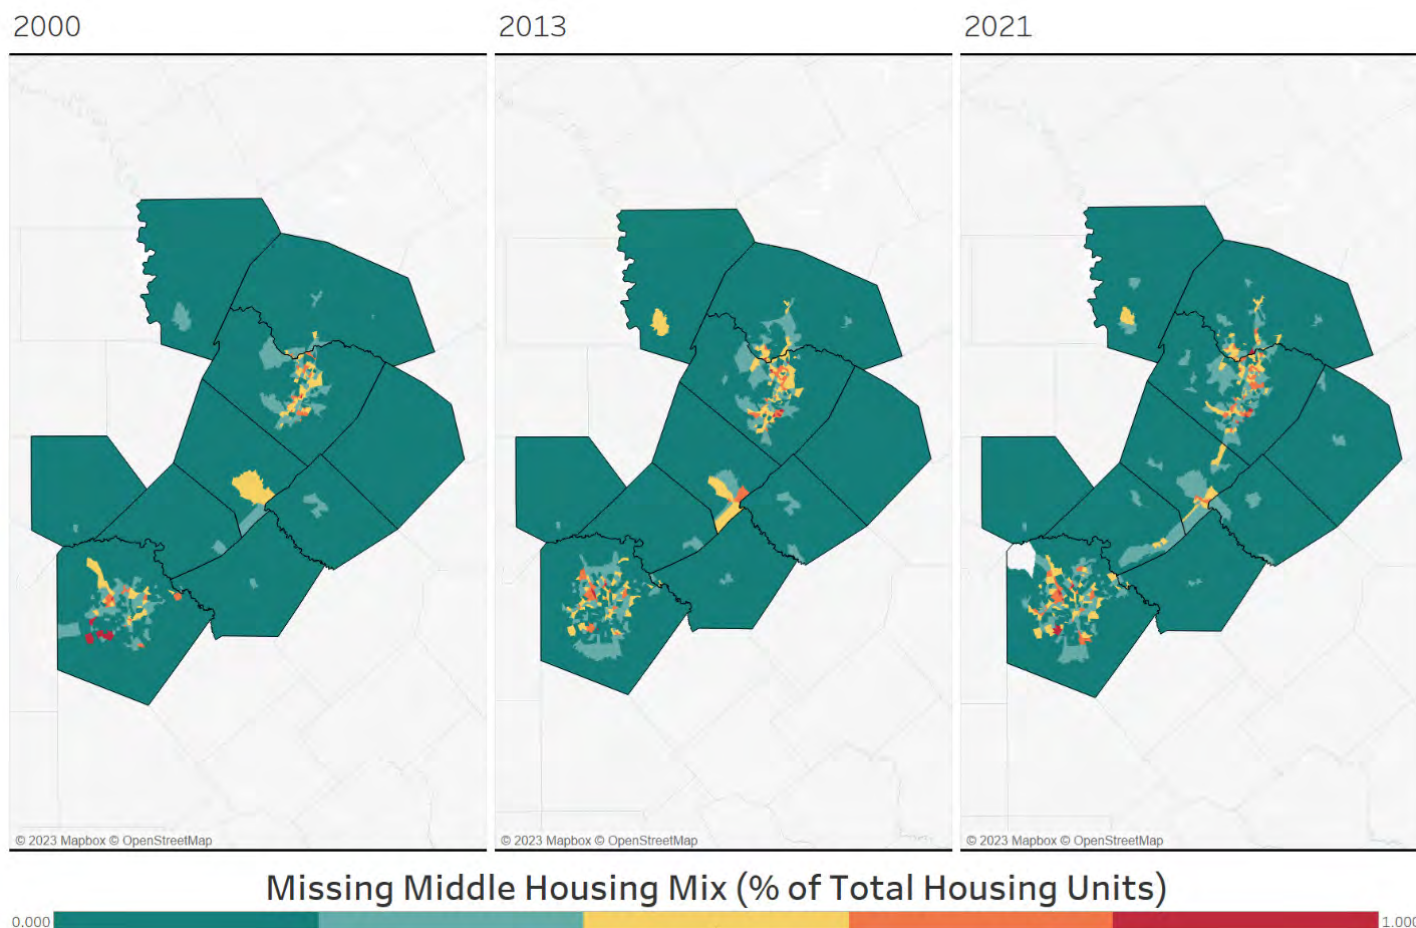 2000
2013
2021
© 2023 Mapbox © OpenStreetMap
© 2023 Mapbox © OpenStreetMap
© 2023 Mapbox © OpenStreetMap
Missing Middle Housing Mix (% of Total Housing Units)
0.000
1.000